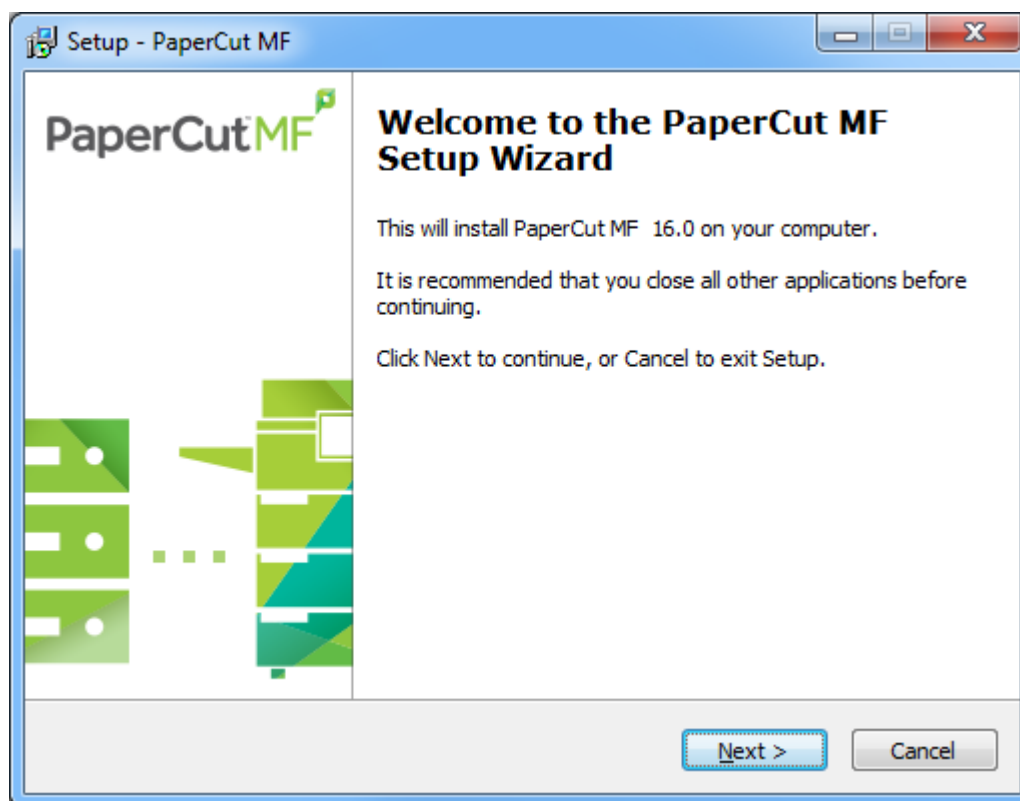 Setup - PaperCut MF
PaperCut MF
Welcome to the PaperCut MF
Setup Wizard
This will install PaperCut MF  16.0 on your computer.
It is recommended that you close all other applications before
continuing.
Click Next to continue, or Cancel to exit Setup.
Next >
Cancel